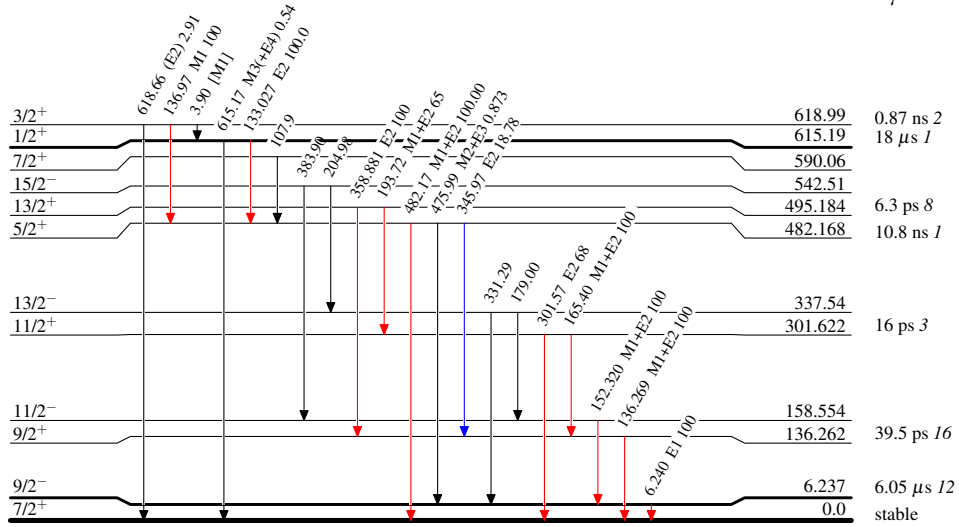 618.66 (E2) 2.91
136.97 M1 100
3.90 [M1]
615.17 M3(+E4) 0.54
133.027 E2 100.0
107.9
383.90
204.98
358.881 E2 100
193.72 M1+E2 65
482.17 M1+E2 100.00
475.99 M2+E3 0.873
345.97 E2 18.78
331.29
179.00
301.57 E2 68
165.40 M1+E2 100
152.320 M1+E2 100
136.269 M1+E2 100
6.240 E1 100
3/2⁺ 618.99 0.87 ns 2
1/2⁺ 615.19 18 μs 1
7/2⁺ 590.06
15/2⁻ 542.51
13/2⁺ 495.184 6.3 ps 8
5/2⁺ 482.168 10.8 ns 1
13/2⁻ 337.54
11/2⁺ 301.622 16 ps 3
11/2⁻ 158.554
9/2⁺ 136.262 39.5 ps 16
9/2⁻ 6.237 6.05 μs 12
7/2⁺ 0.0 stable